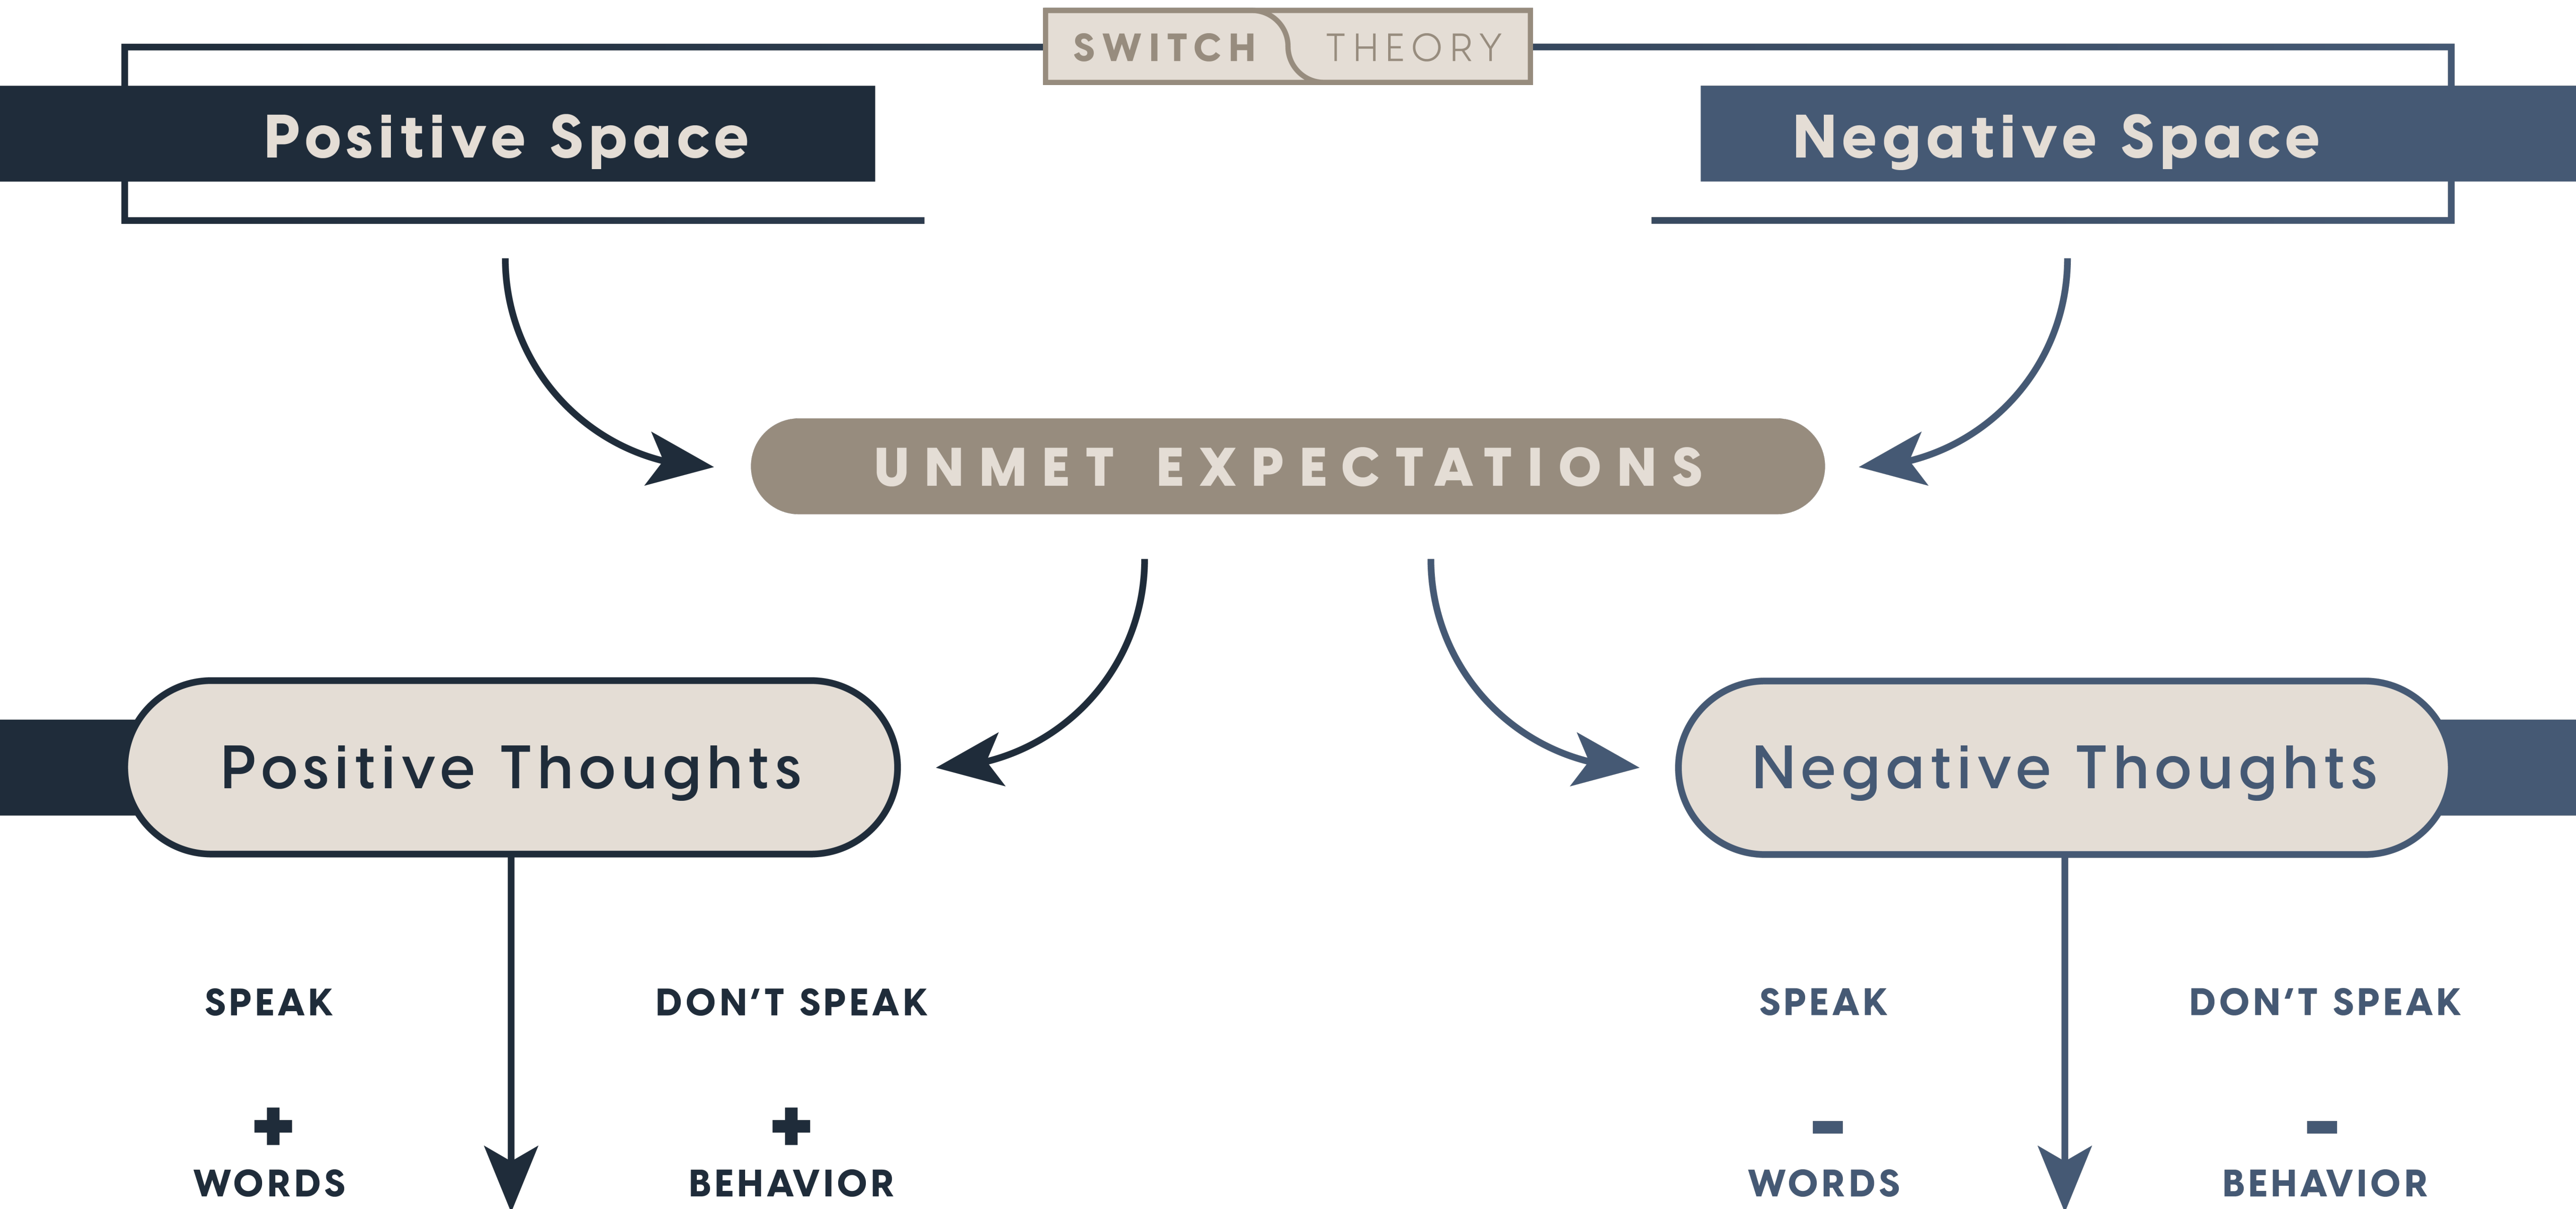 SWITCH THEORY
Positive Space
Negative Space
UNMET EXPECTATIONS
Positive Thoughts
Negative Thoughts
SPEAK
DON’T SPEAK
SPEAK
DON’T SPEAK
+
+
-
-
WORDS
BEHAVIOR
WORDS
BEHAVIOR